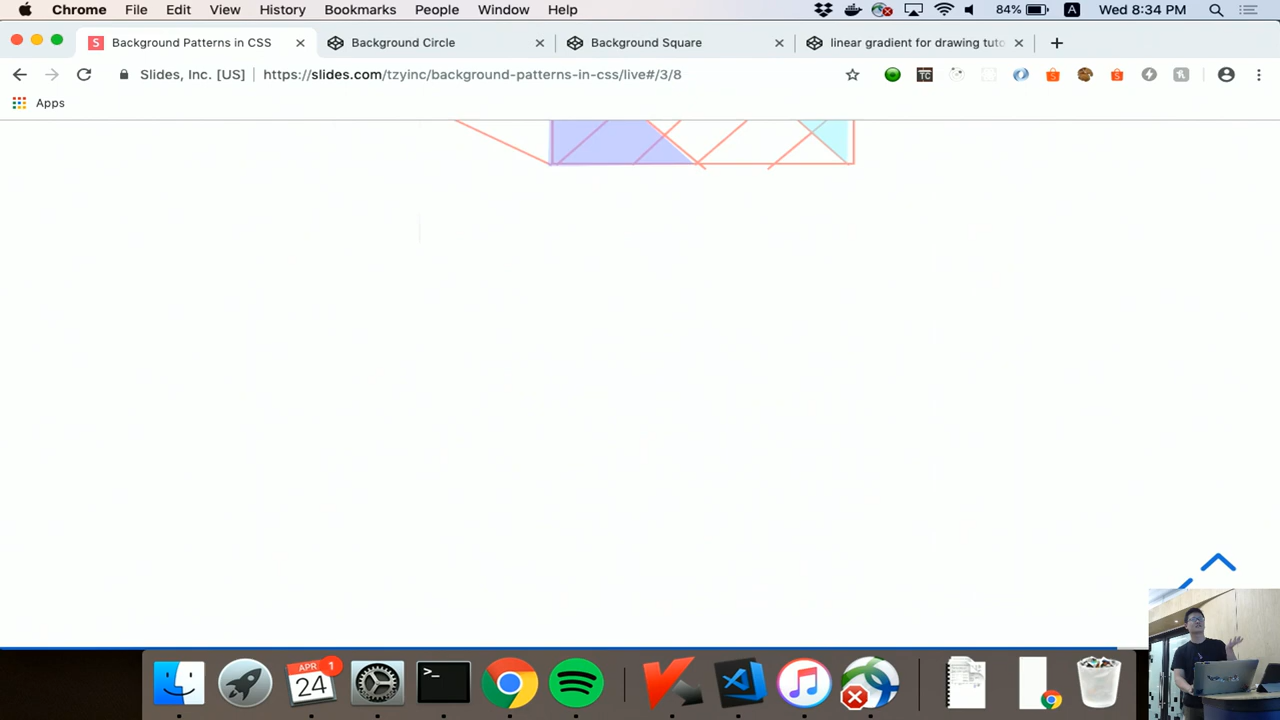 Chrome File Edit View History Bookmarks People Window Help 84% A Wed 8:34 PM
S Background Patterns in CSS Background Circle Background Square linear gradient for drawing tuto
Slides, Inc. [US] https://slides.com/tzyinc/background-patterns-in-css/live#/3/8 TC
Apps
APR 1
24
>_